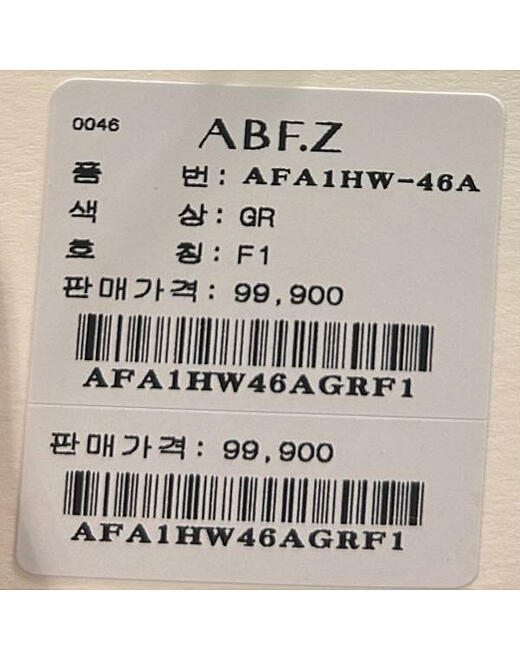 0046 ABF.Z
품 번 : AFA1HW-46A
색 상 : GR
호 칭 : F1
판매가격 : 99,900
AFA1HW46AGRF1
판매가격 : 99,900
AFA1HW46AGRF1